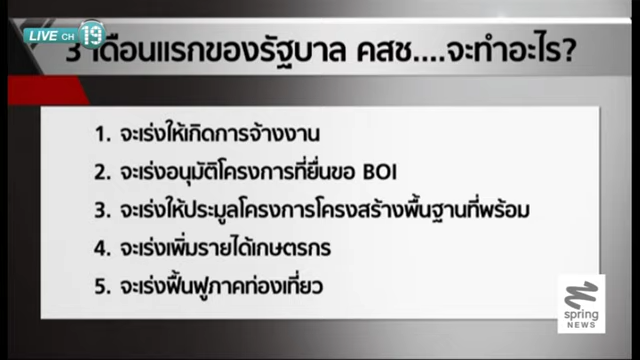 LIVE CH 19
3 เดือนแรกของรัฐบาล คสช....จะทำอะไร?
1. จะเร่งให้เกิดการจ้างงาน
2. จะเร่งอนุมัติโครงการที่ยื่นขอ BOI
3. จะเร่งให้ประมูลโครงการโครงสร้างพื้นฐานที่พร้อม
4. จะเร่งเพิ่มรายได้เกษตรกร
5. จะเร่งฟื้นฟูภาคท่องเที่ยว
spring
NEWS